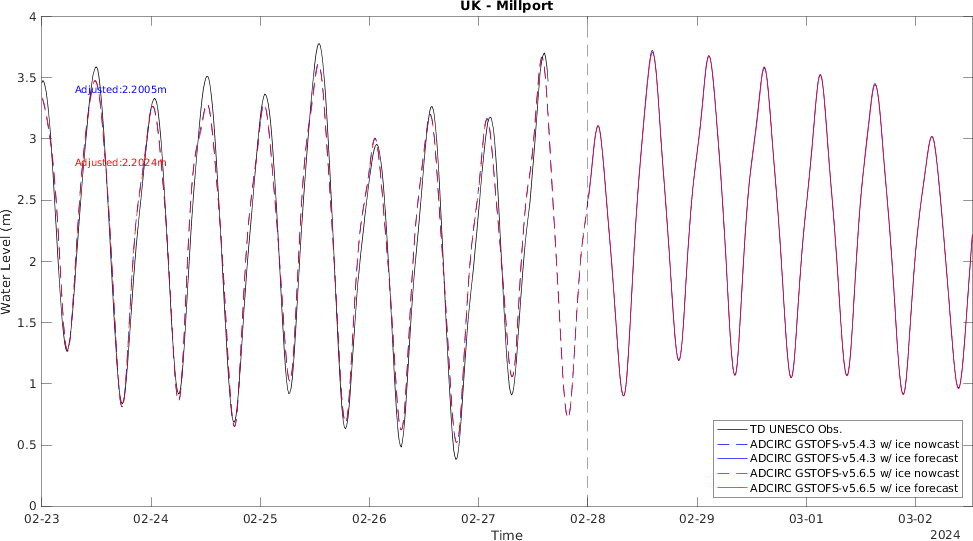 UK - Millport
4
3.5
3
2.5
2
1.5
1
0.5
0
Water Level (m)
Adjusted:2.2005m
Adjusted:2.2024m
TD UNESCO Obs.
ADCIRC GSTOFS-v5.4.3 w/ ice nowcast
ADCIRC GSTOFS-v5.4.3 w/ ice forecast
ADCIRC GSTOFS-v5.6.5 w/ ice nowcast
ADCIRC GSTOFS-v5.6.5 w/ ice forecast
02-23 02-24 02-25 02-26 02-27 02-28 02-29 03-01 03-02
Time
2024